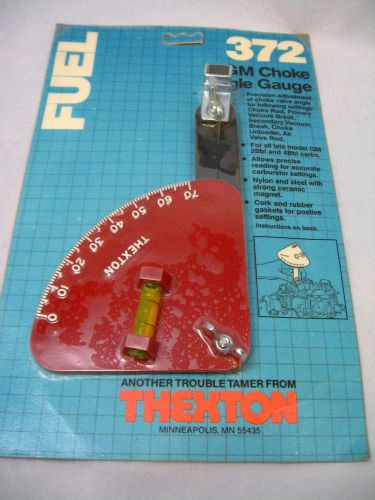 FUEL
372
GM Choke
Angle Gauge
Precision adjustment
of choke valve angle
for following settings:
Choke Rod, Primary
Vacuum Break,
Secondary Vacuum
Break, Choke
Unloader, Air
Valve Rod.
• For all late model GM
2Bbl and 4Bbl carbs.
• Allows precise
reading for accurate
carburetor settings.
• Nylon and steel with
strong ceramic
magnet.
• Cork and rubber
gaskets for postive
settings.
Instructions on back.
0 10 20 30 40 50 60 70
THEXTON
ANOTHER TROUBLE TAMER FROM
THEXTON
MINNEAPOLIS, MN 55435